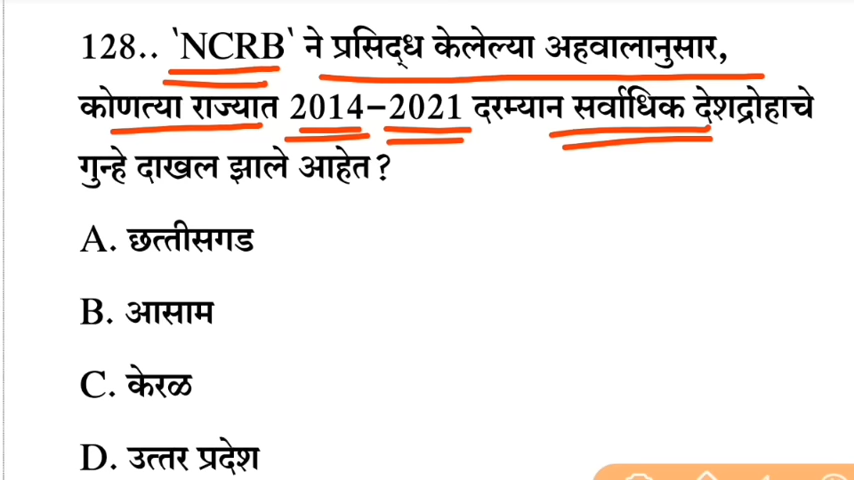 128.. `NCRB` ने प्रसिद्ध केलेल्या अहवालानुसार,
कोणत्या राज्यात 2014–2021 दरम्यान सर्वाधिक देशद्रोहाचे
गुन्हे दाखल झाले आहेत?
A. छत्तीसगड
B. आसाम
C. केरळ
D. उत्तर प्रदेश